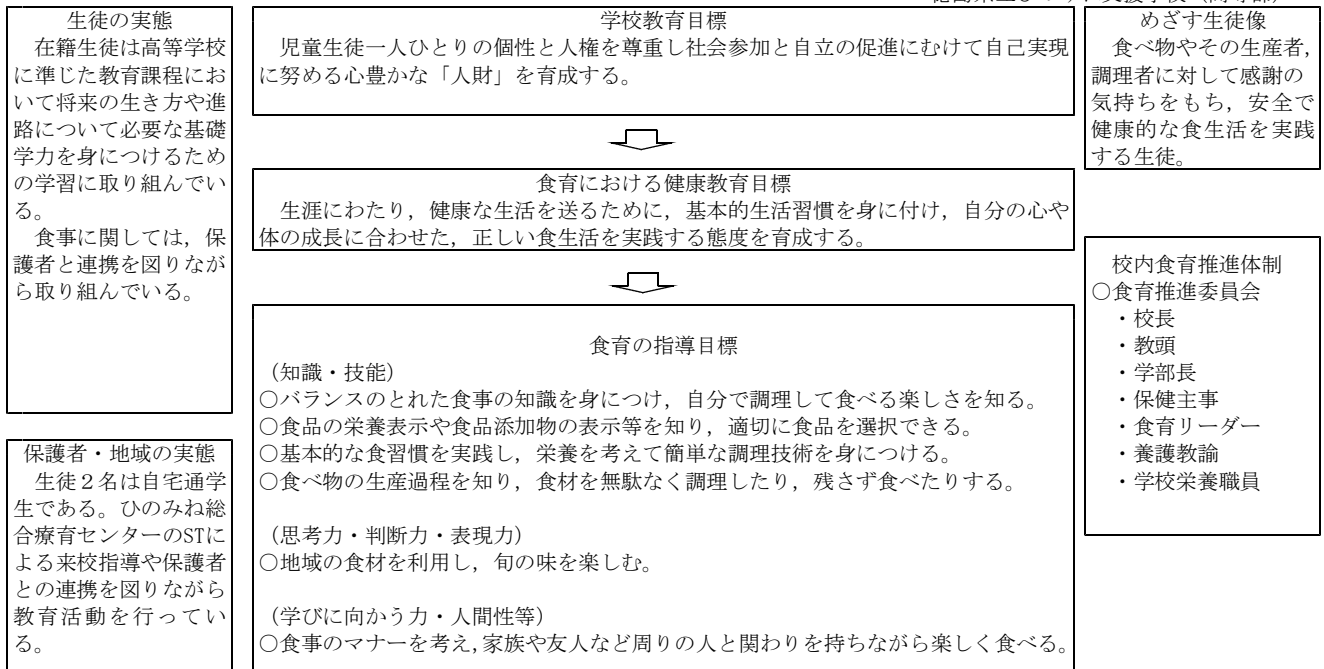 生徒の実態
在籍生徒は高等学校
に準じた教育課程にお
いて将来の生き方や進
路について必要な基礎
学力を身につけるため
の学習に取り組んでい
る。
食事に関しては，保
護者と連携を図りなが
ら取り組んでいる。
保護者・地域の実態
生徒２名は自宅通学
生である。ひのみね総
合療育センターのSTに
よる来校指導や保護者
との連携を図りながら
教育活動を行ってい
る。
学校教育目標
児童生徒一人ひとりの個性と人権を尊重し社会参加と自立の促進にむけて自己実現
に努める心豊かな「人財」を育成する。
食育における健康教育目標
生涯にわたり，健康な生活を送るために，基本的生活習慣を身に付け，自分の心や
体の成長に合わせた，正しい食生活を実践する態度を育成する。
食育の指導目標
（知識・技能）
○バランスのとれた食事の知識を身につけ，自分で調理して食べる楽しさを知る。
○食品の栄養表示や食品添加物の表示等を知り，適切に食品を選択できる。
○基本的な食習慣を実践し，栄養を考えて簡単な調理技術を身につける。
○食べ物の生産過程を知り，食材を無駄なく調理したり，残さず食べたりする。
（思考力・判断力・表現力）
○地域の食材を利用し，旬の味を楽しむ。
（学びに向かう力・人間性等）
○食事のマナーを考え,家族や友人など周りの人と関わりを持ちながら楽しく食べる。
めざす生徒像
食べ物やその生産者，
調理者に対して感謝の
気持ちをもち，安全で
健康的な食生活を実践
する生徒。
校内食育推進体制
○食育推進委員会
・校長
・教頭
・学部長
・保健主事
・食育リーダー
・養護教諭
・学校栄養職員